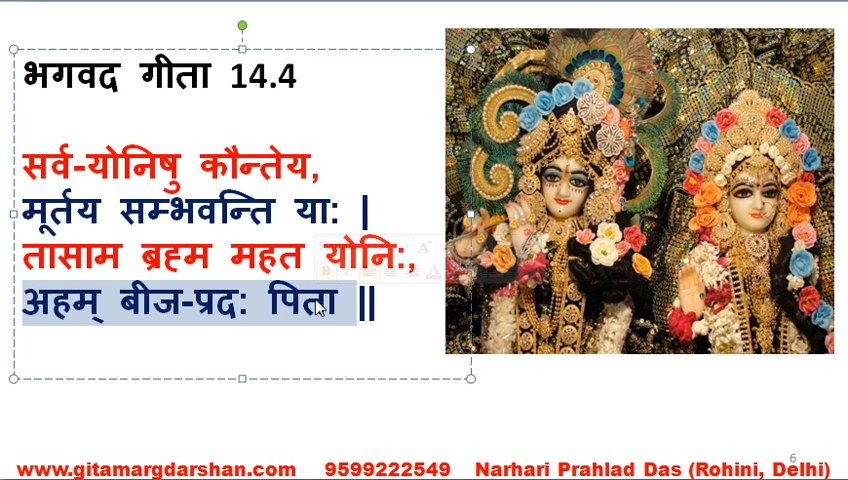 भगवद गीता 14.4
सर्व-योनिषु कौन्तेय,
मूर्तय सम्भवन्ति या: |
तासाम ब्रह्म महत योनि:,
अहम् बीज-प्रद: पिता ||
6
www.gitamargdarshan.com 9599222549 Narhari Prahlad Das (Rohini, Delhi)